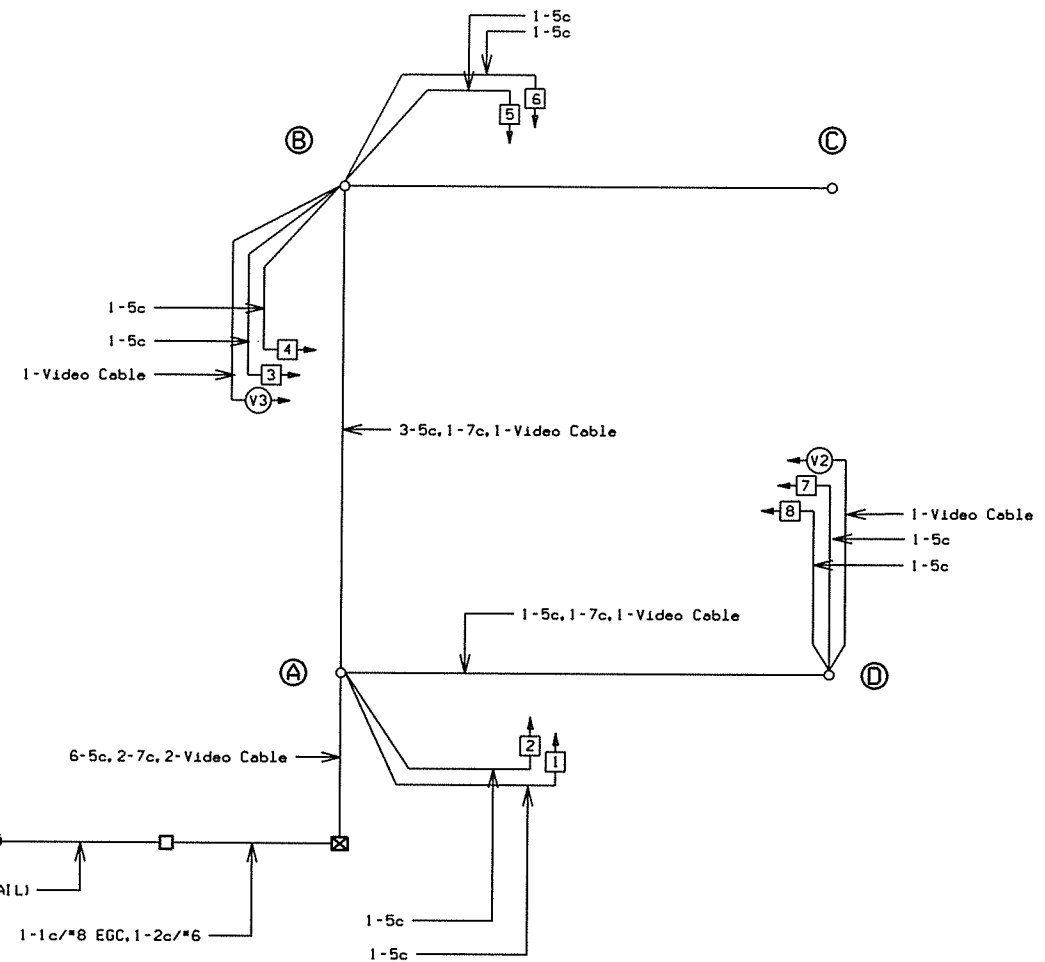 1-5c
1-5c
6
5
B
C
1-5c
4
1-5c
3
1-Video Cable
V3
3-5c,1-7c,1-Video Cable
V2
7
8
1-Video Cable
1-5c
1-5c
1-5c,1-7c,1-Video Cable
A
D
2
1
6-5c,2-7c,2-Video Cable
AIL)
1-5c
1-1c/#8 EGC,1-2c/#6
1-5c